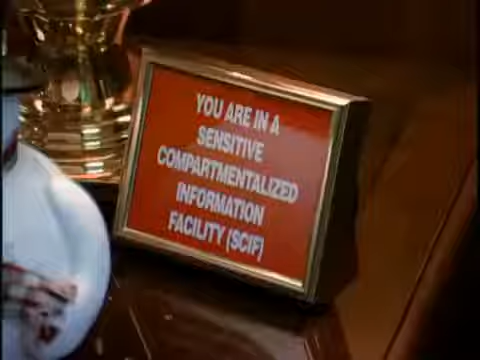 YOU ARE IN A
SENSITIVE
COMPARTMENTALIZED
INFORMATION
FACILITY (SCIF)